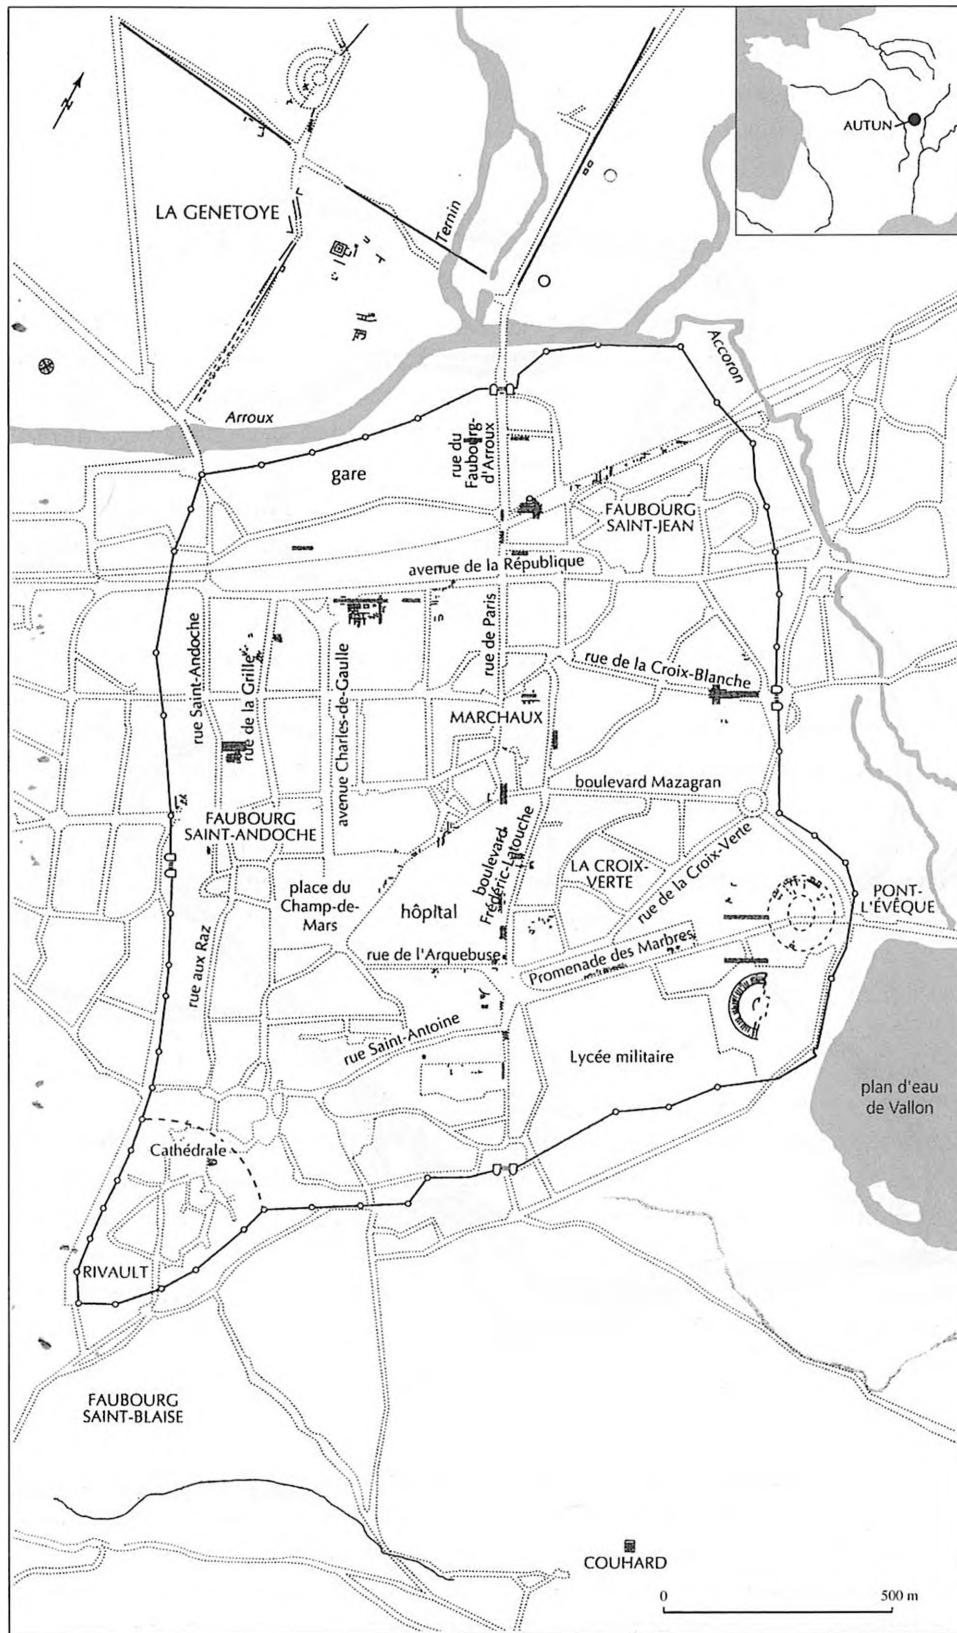 N
AUTUN
LA GENETOYE
Ternin
Accoron
Arroux
rue du
Faubourg-
d'Arroux
gare
FAUBOURG
SAINT-JEAN
avenue de la République
rue Saint-Andoche
rue de la Grille
avenue Charles-de-Gaulle
rue de Paris
rue de la Croix-Blanche
MARCHAUX
boulevard Mazagran
FAUBOURG
SAINT-ANDOCHE
boulevard
Frédéric-Latouche
LA CROIX-
VERTE
rue de la Croix-Verte
place du
Champ-de-
Mars
hôpital
PONT-
L'ÉVÊQUE
rue aux Raz
rue de l'Arquebuse
Promenade des Marbres
rue Saint-Antoine
Lycée militaire
plan d'eau
de Vallon
Cathédrale
RIVAULT
FAUBOURG
SAINT-BLAISE
COUHARD
0 500 m